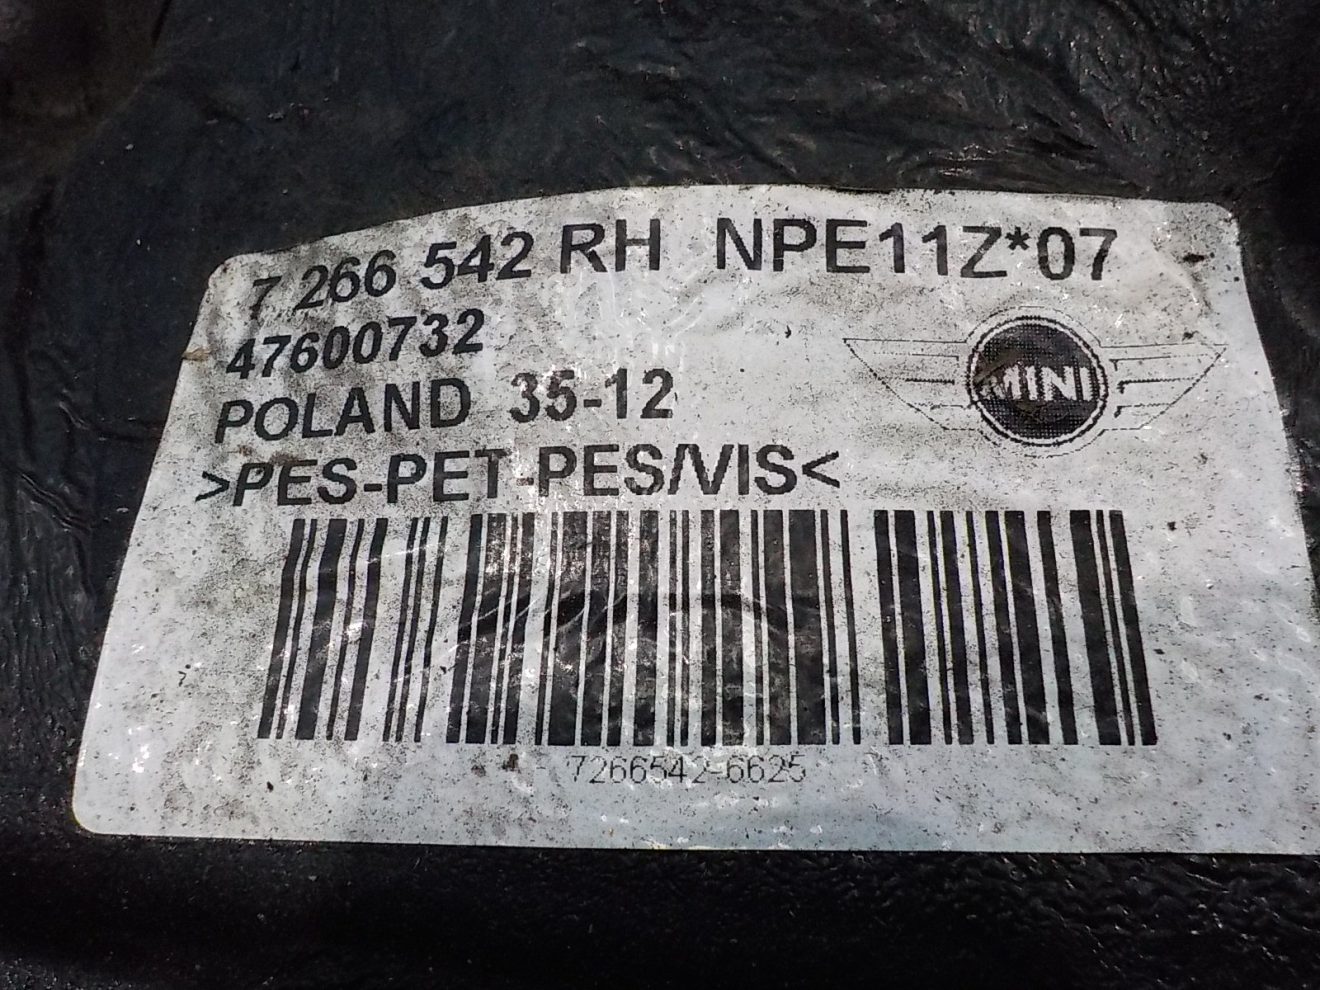 7 266 542 RH NPE11Z*07
47600732
POLAND 35-12
MINI
>PES-PET-PES/VIS<
7266542-6625